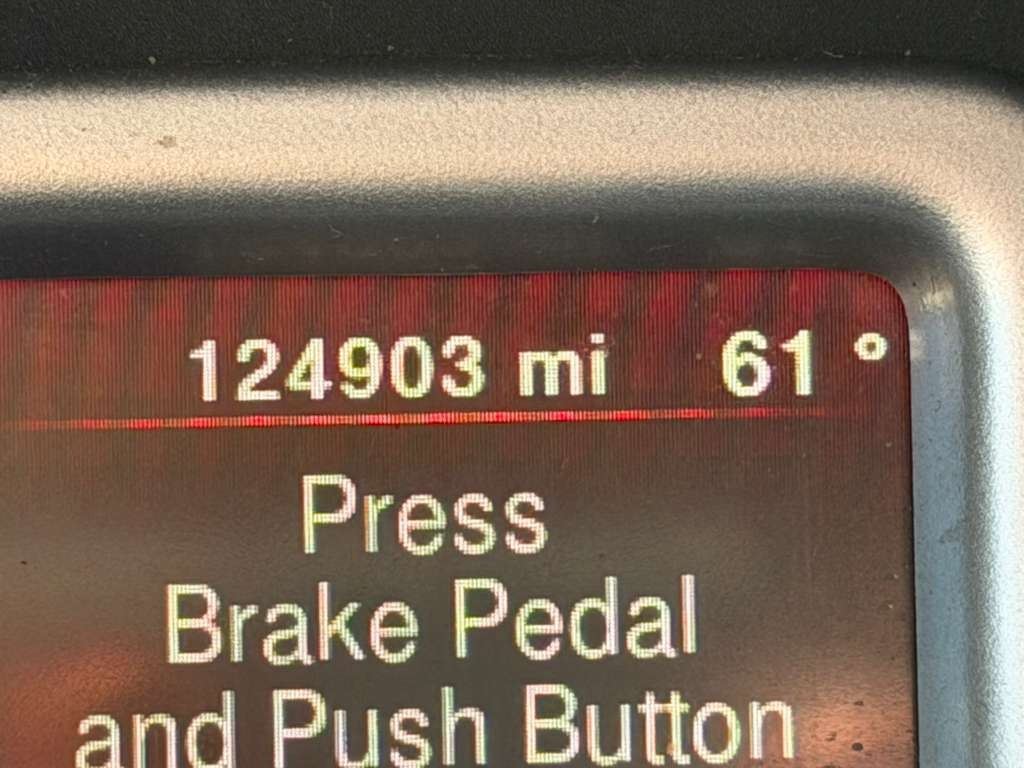 124903 mi 61 °
Press
Brake Pedal
and Push Button